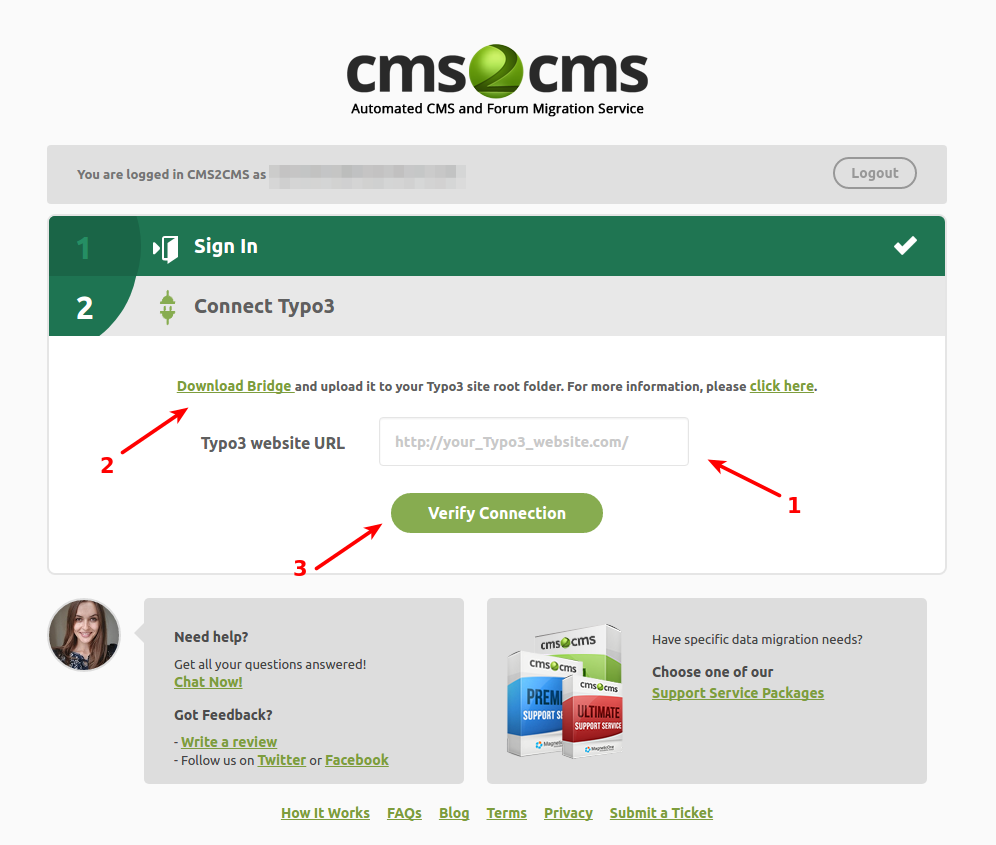 cms2cms
Automated CMS and Forum Migration Service
You are logged in CMS2CMS as
Logout
1
Sign In
2
Connect Typo3
Download Bridge and upload it to your Typo3 site root folder. For more information, please click here.
2
Typo3 website URL
http://your_Typo3_website.com/
1
Verify Connection
3
Need help?
Get all your questions answered!
Chat Now!
Got Feedback?
- Write a review
- Follow us on Twitter or Facebook
cms2cms
cms2cms
PREMI
SUPPORT SE
cms2cms
ULTIMATE
SUPPORT SERVICE
MagneticOne
Have specific data migration needs?
Choose one of our
Support Service Packages
How It Works FAQs Blog Terms Privacy Submit a Ticket